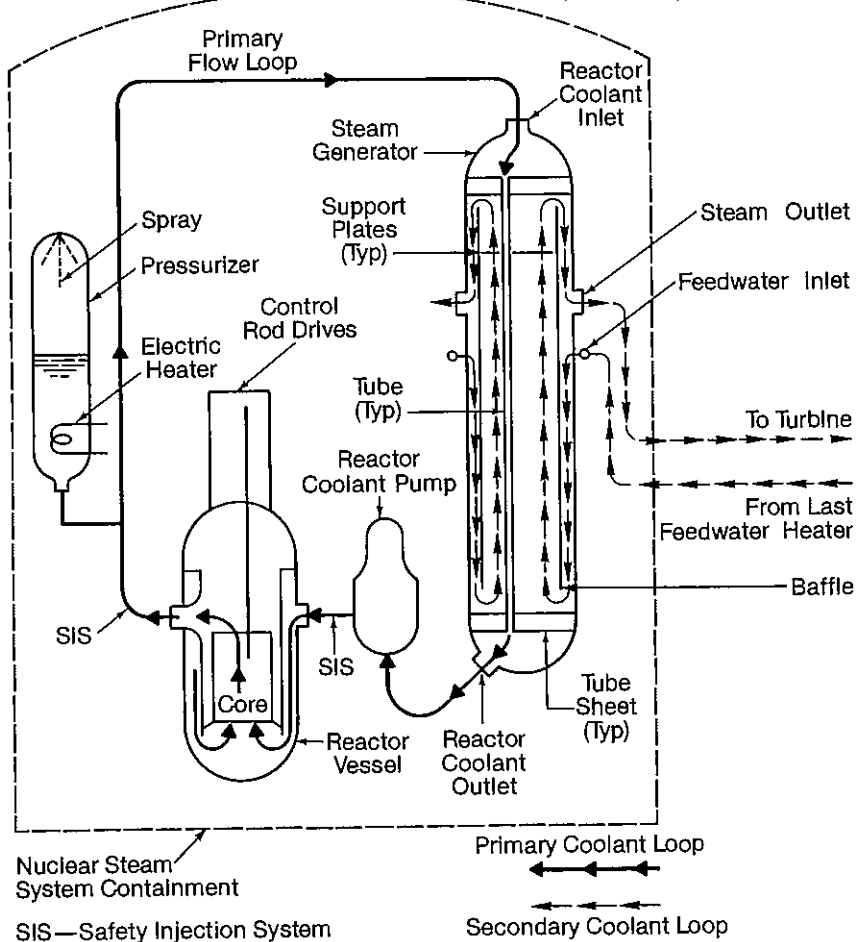 Primary
Flow Loop
Reactor
Coolant
Inlet
Steam
Generator
Support
Plates
(Typ)
Steam Outlet
Feedwater Inlet
Spray
Pressurizer
Control
Rod Drives
Electric
Heater
Tube
(Typ)
To Turbine
Reactor
Coolant Pump
From Last
Feedwater Heater
Baffle
SIS
SIS
Core
Tube
Sheet
(Typ)
Reactor
Vessel
Reactor
Coolant
Outlet
Nuclear Steam
System Containment
Primary Coolant Loop
SIS—Safety Injection System
Secondary Coolant Loop